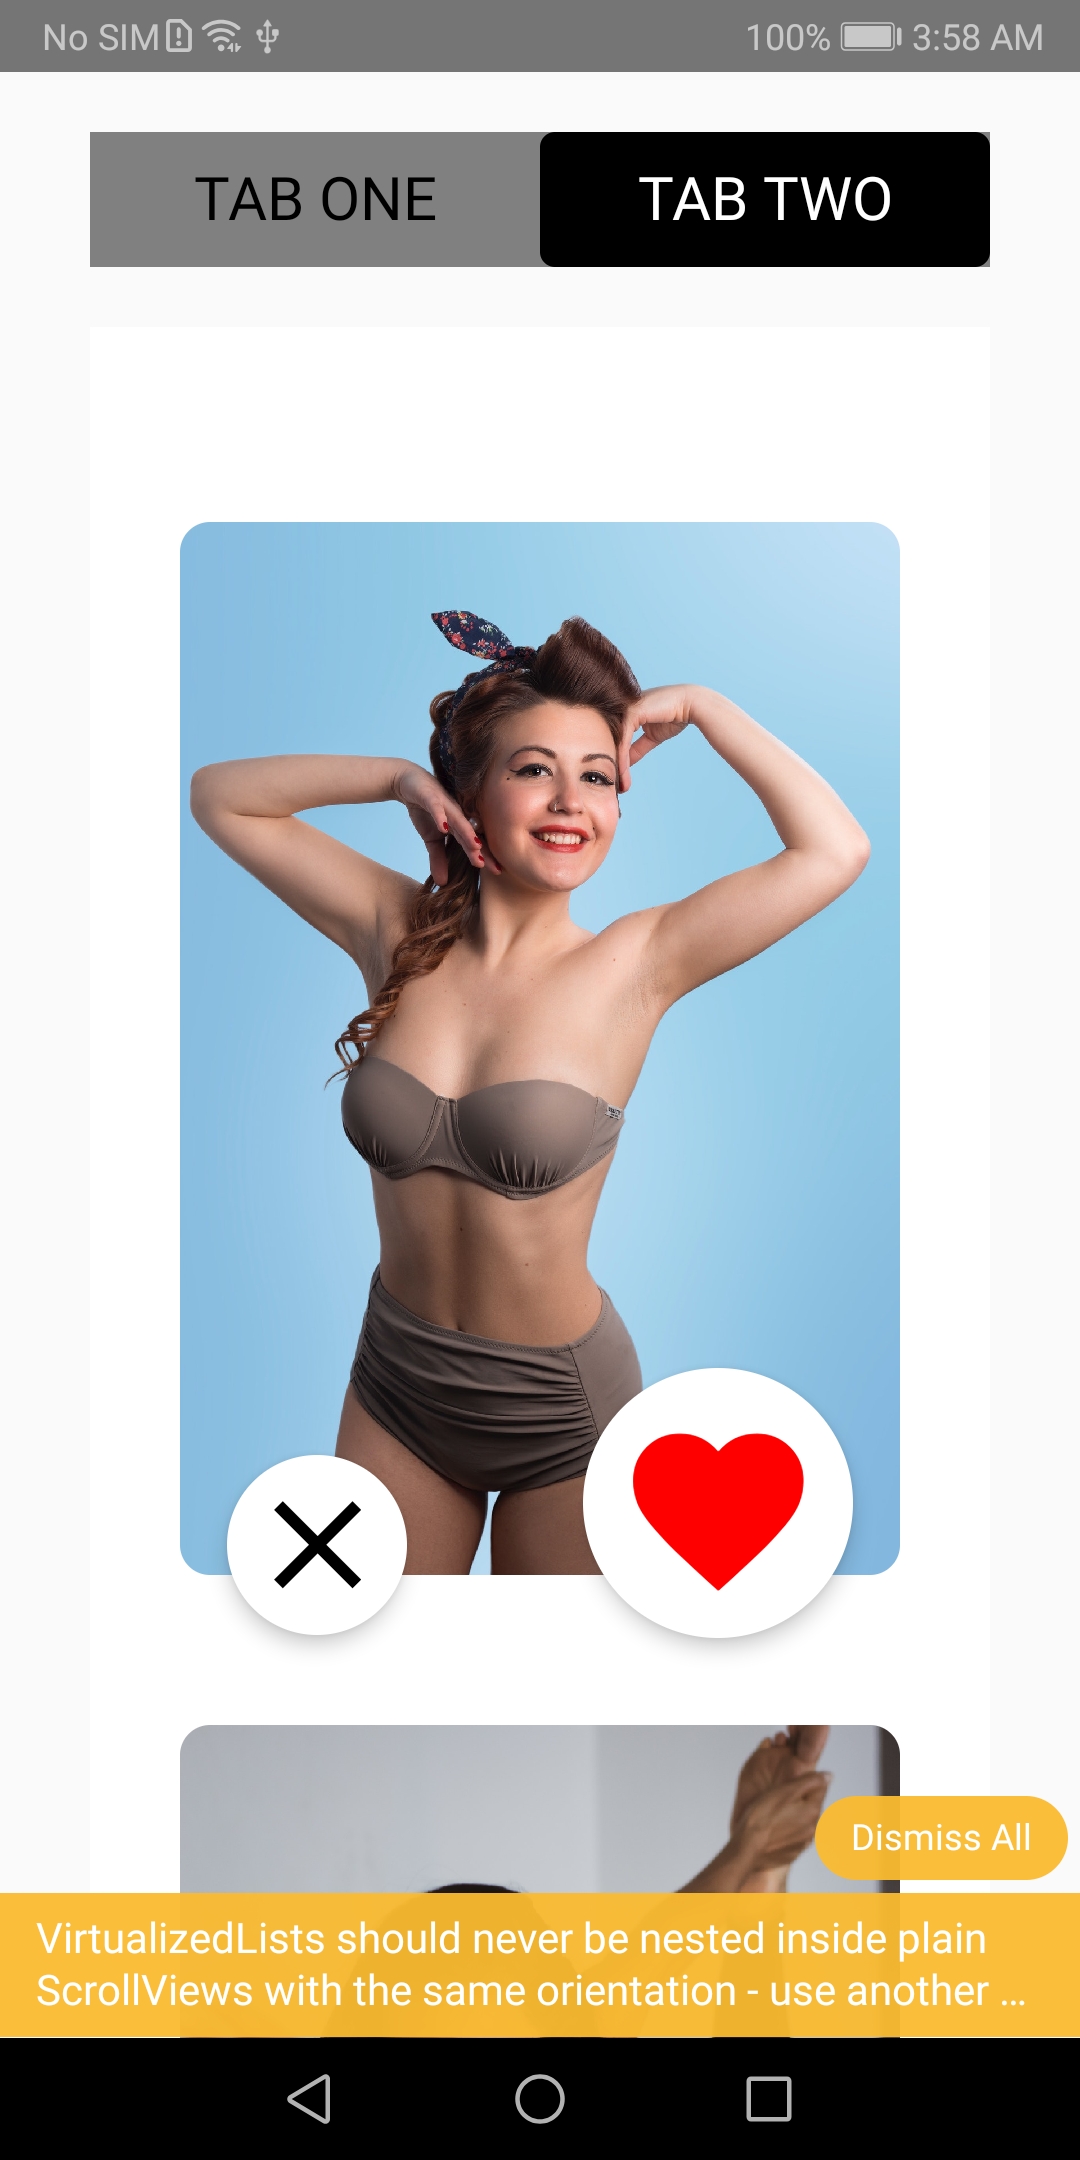 No SIM 100% 3:58 AM
TAB ONE TAB TWO
Dismiss All
VirtualizedLists should never be nested inside plain
ScrollViews with the same orientation - use another ...